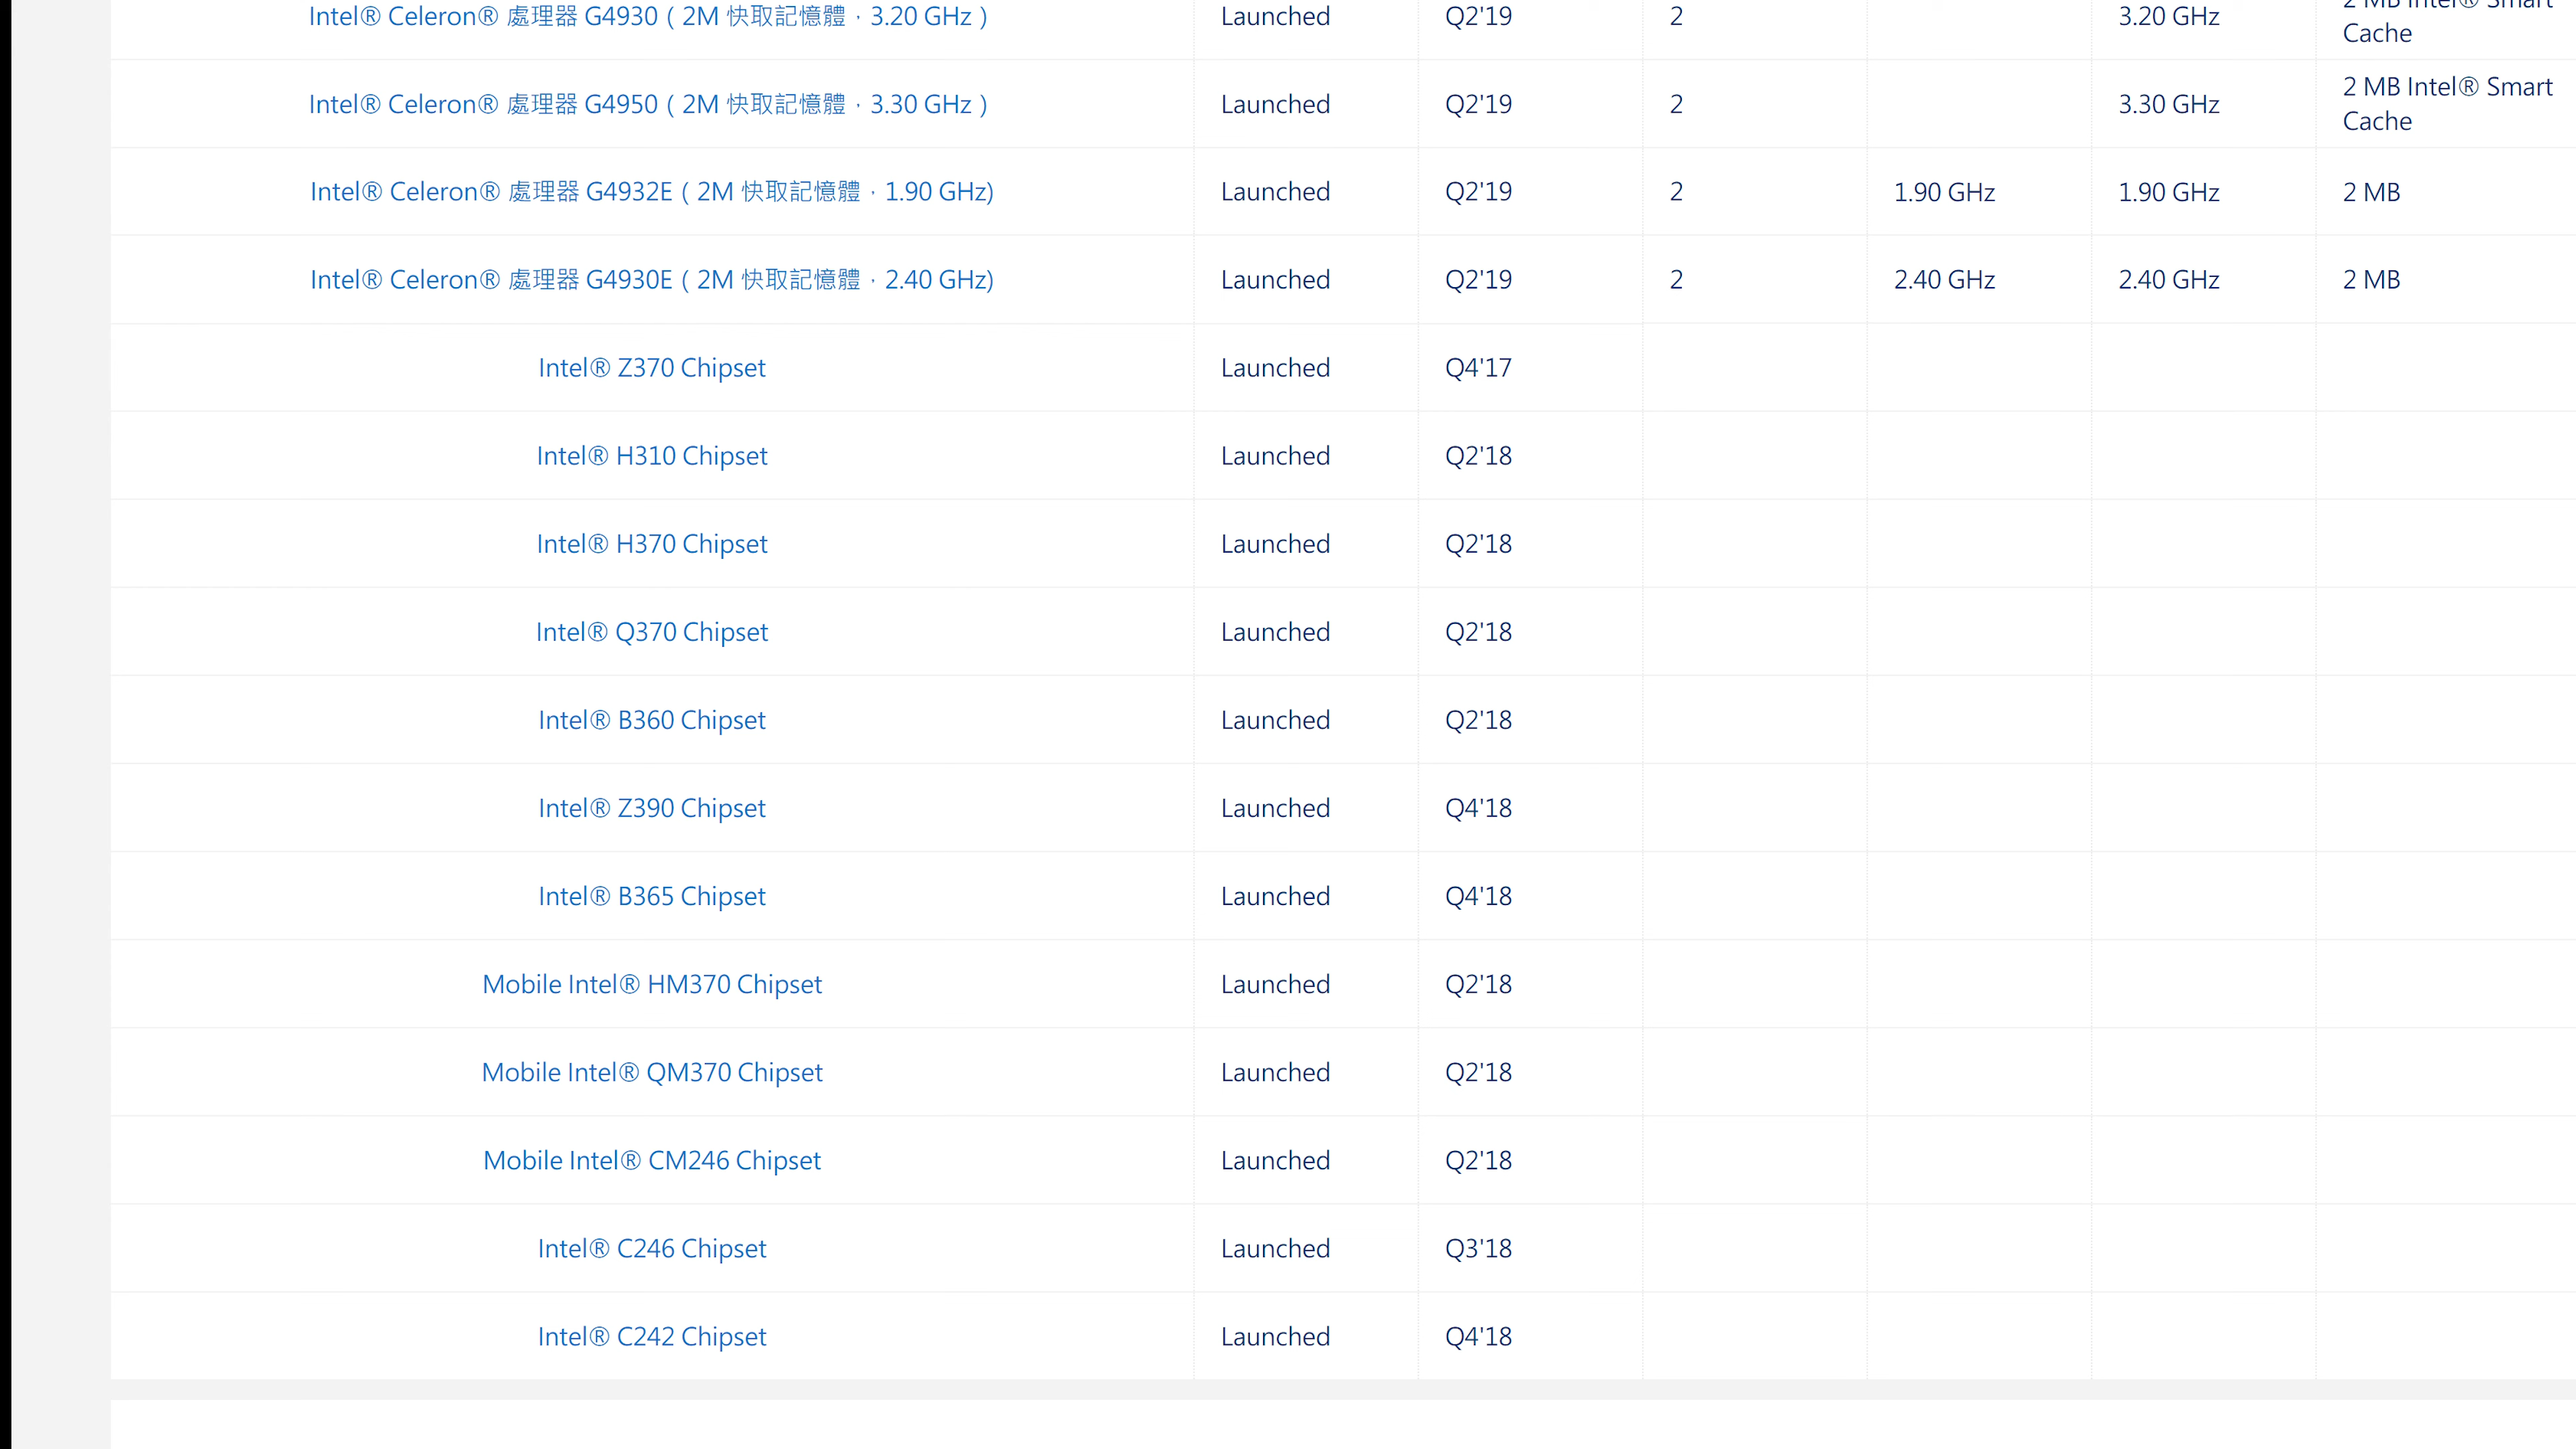 Intel® Celeron® 處理器 G4930 ( 2M 快取記憶體，3.20 GHz ) Launched Q2'19 2 3.20 GHz 2 MB Intel® Smart Cache
Intel® Celeron® 處理器 G4950 ( 2M 快取記憶體，3.30 GHz ) Launched Q2'19 2 3.30 GHz 2 MB Intel® Smart Cache
Intel® Celeron® 處理器 G4932E ( 2M 快取記憶體，1.90 GHz) Launched Q2'19 2 1.90 GHz 1.90 GHz 2 MB
Intel® Celeron® 處理器 G4930E ( 2M 快取記憶體，2.40 GHz) Launched Q2'19 2 2.40 GHz 2.40 GHz 2 MB
Intel® Z370 Chipset Launched Q4'17
Intel® H310 Chipset Launched Q2'18
Intel® H370 Chipset Launched Q2'18
Intel® Q370 Chipset Launched Q2'18
Intel® B360 Chipset Launched Q2'18
Intel® Z390 Chipset Launched Q4'18
Intel® B365 Chipset Launched Q4'18
Mobile Intel® HM370 Chipset Launched Q2'18
Mobile Intel® QM370 Chipset Launched Q2'18
Mobile Intel® CM246 Chipset Launched Q2'18
Intel® C246 Chipset Launched Q3'18
Intel® C242 Chipset Launched Q4'18